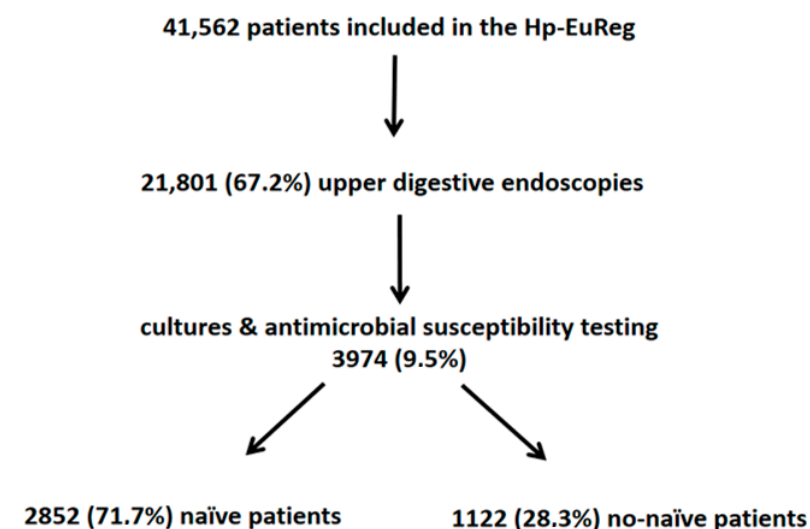 41,562 patients included in the Hp-EuReg
21,801 (67.2%) upper digestive endoscopies
cultures & antimicrobial susceptibility testing
3974 (9.5%)
2852 (71.7%) naïve patients
1122 (28.3%) no-naïve patients